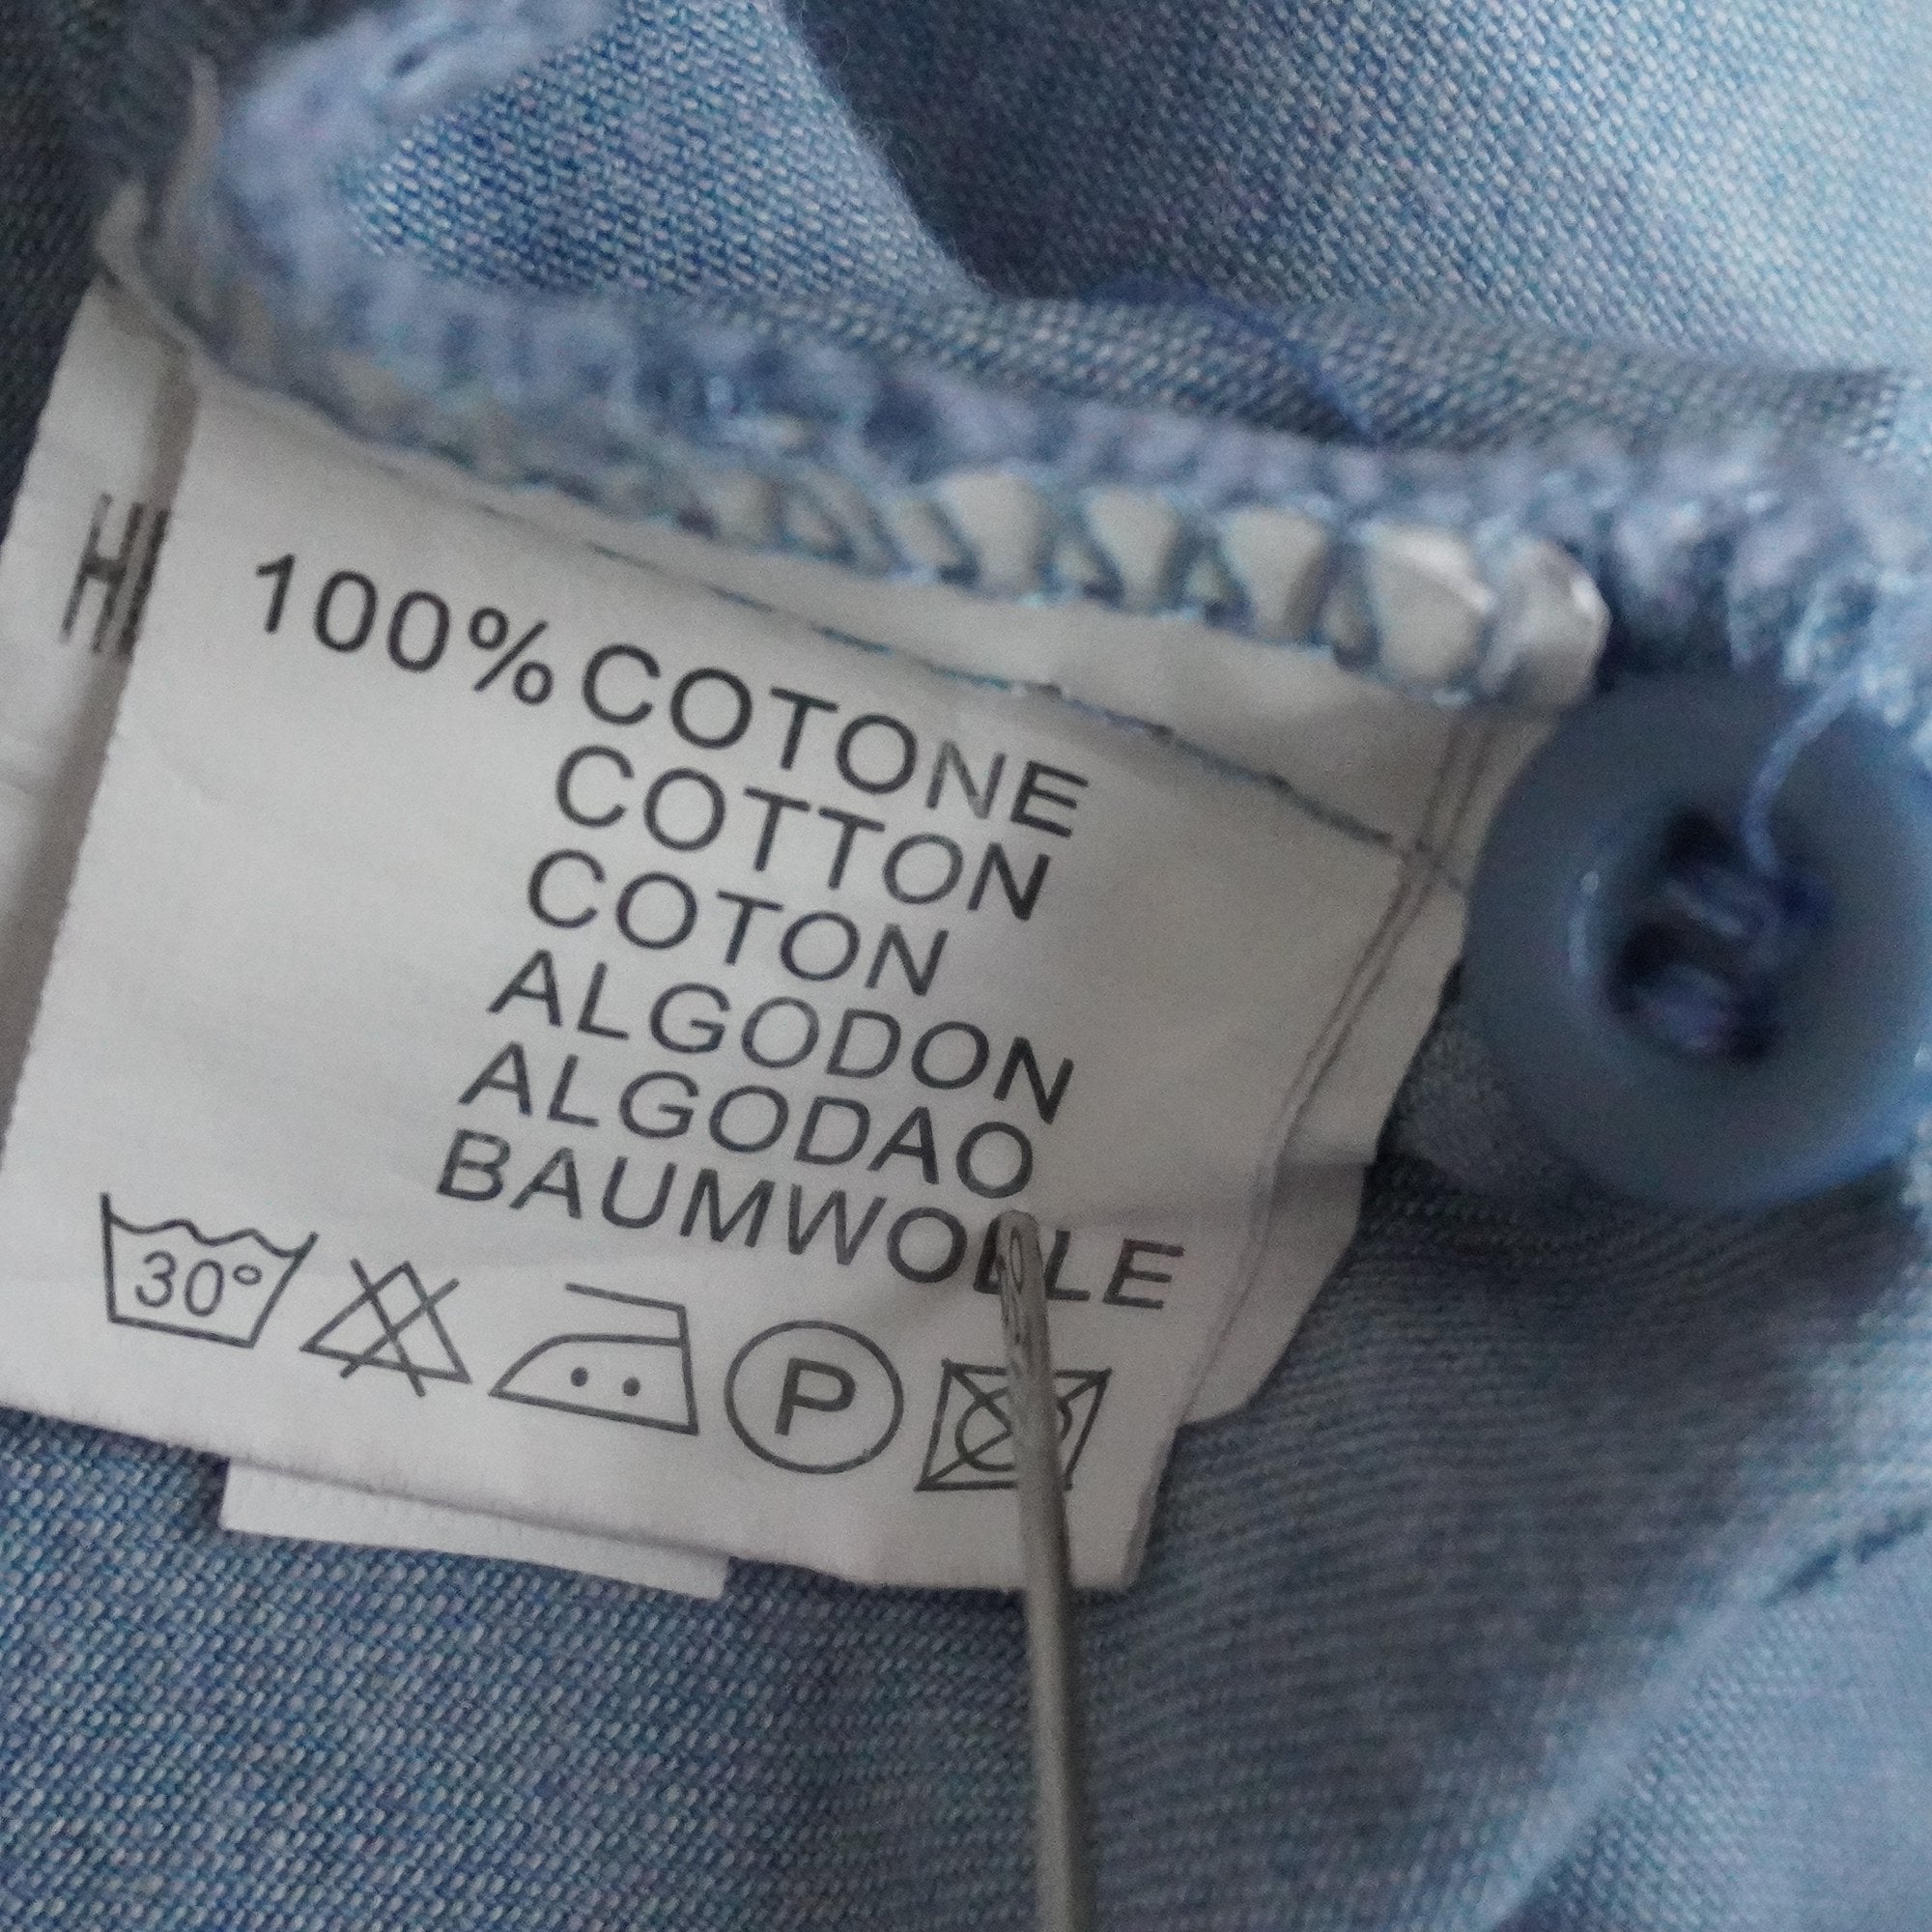 100% COTONE
COTTON
COTON
ALGODON
ALGODAO
BAUMWOLLE
30°
P